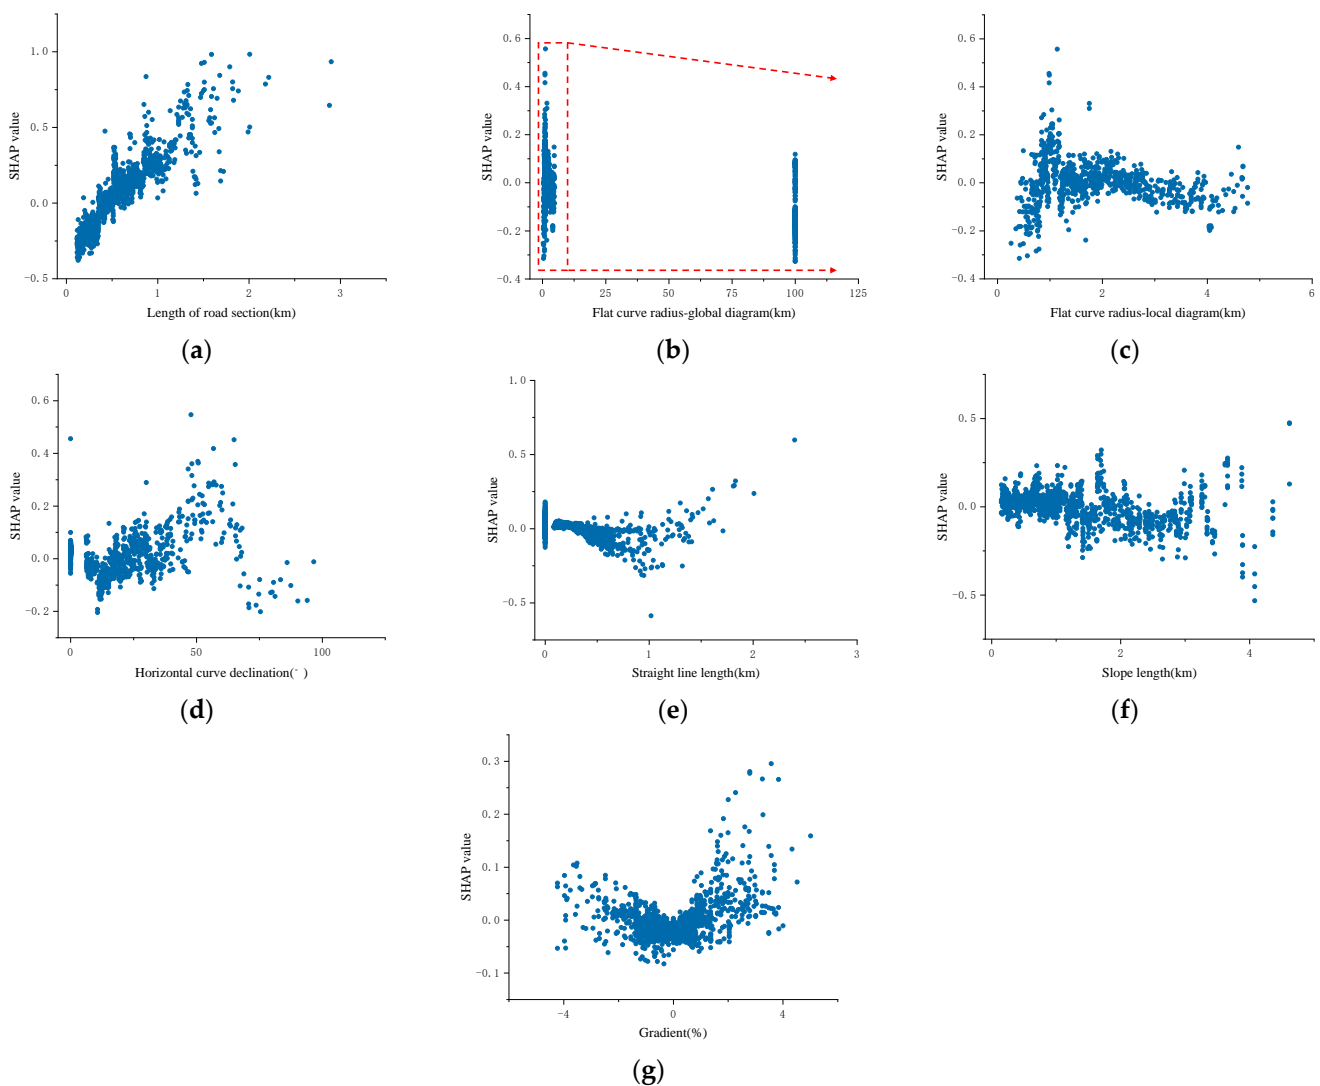 SHAP value
1.0
0.5
0.0
−0.5
0
1
2
3
Length of road section(km)
(a)
SHAP value
0.6
0.4
0.2
0.0
−0.2
−0.4
0
25
50
75
100
125
Flat curve radius-global diagram(km)
(b)
SHAP value
0.6
0.4
0.2
0.0
−0.2
−0.4
0
2
4
6
Flat curve radius-local diagram(km)
(c)
SHAP value
0.6
0.4
0.2
0.0
−0.2
0
50
100
Horizontal curve declination(° )
(d)
SHAP value
1.0
0.5
0.0
−0.5
0
1
2
3
Straight line length(km)
(e)
SHAP value
0.5
0.0
−0.5
0
2
4
Slope length(km)
(f)
SHAP value
0.3
0.2
0.1
0.0
−0.1
−4
0
4
Gradient(%)
(g)